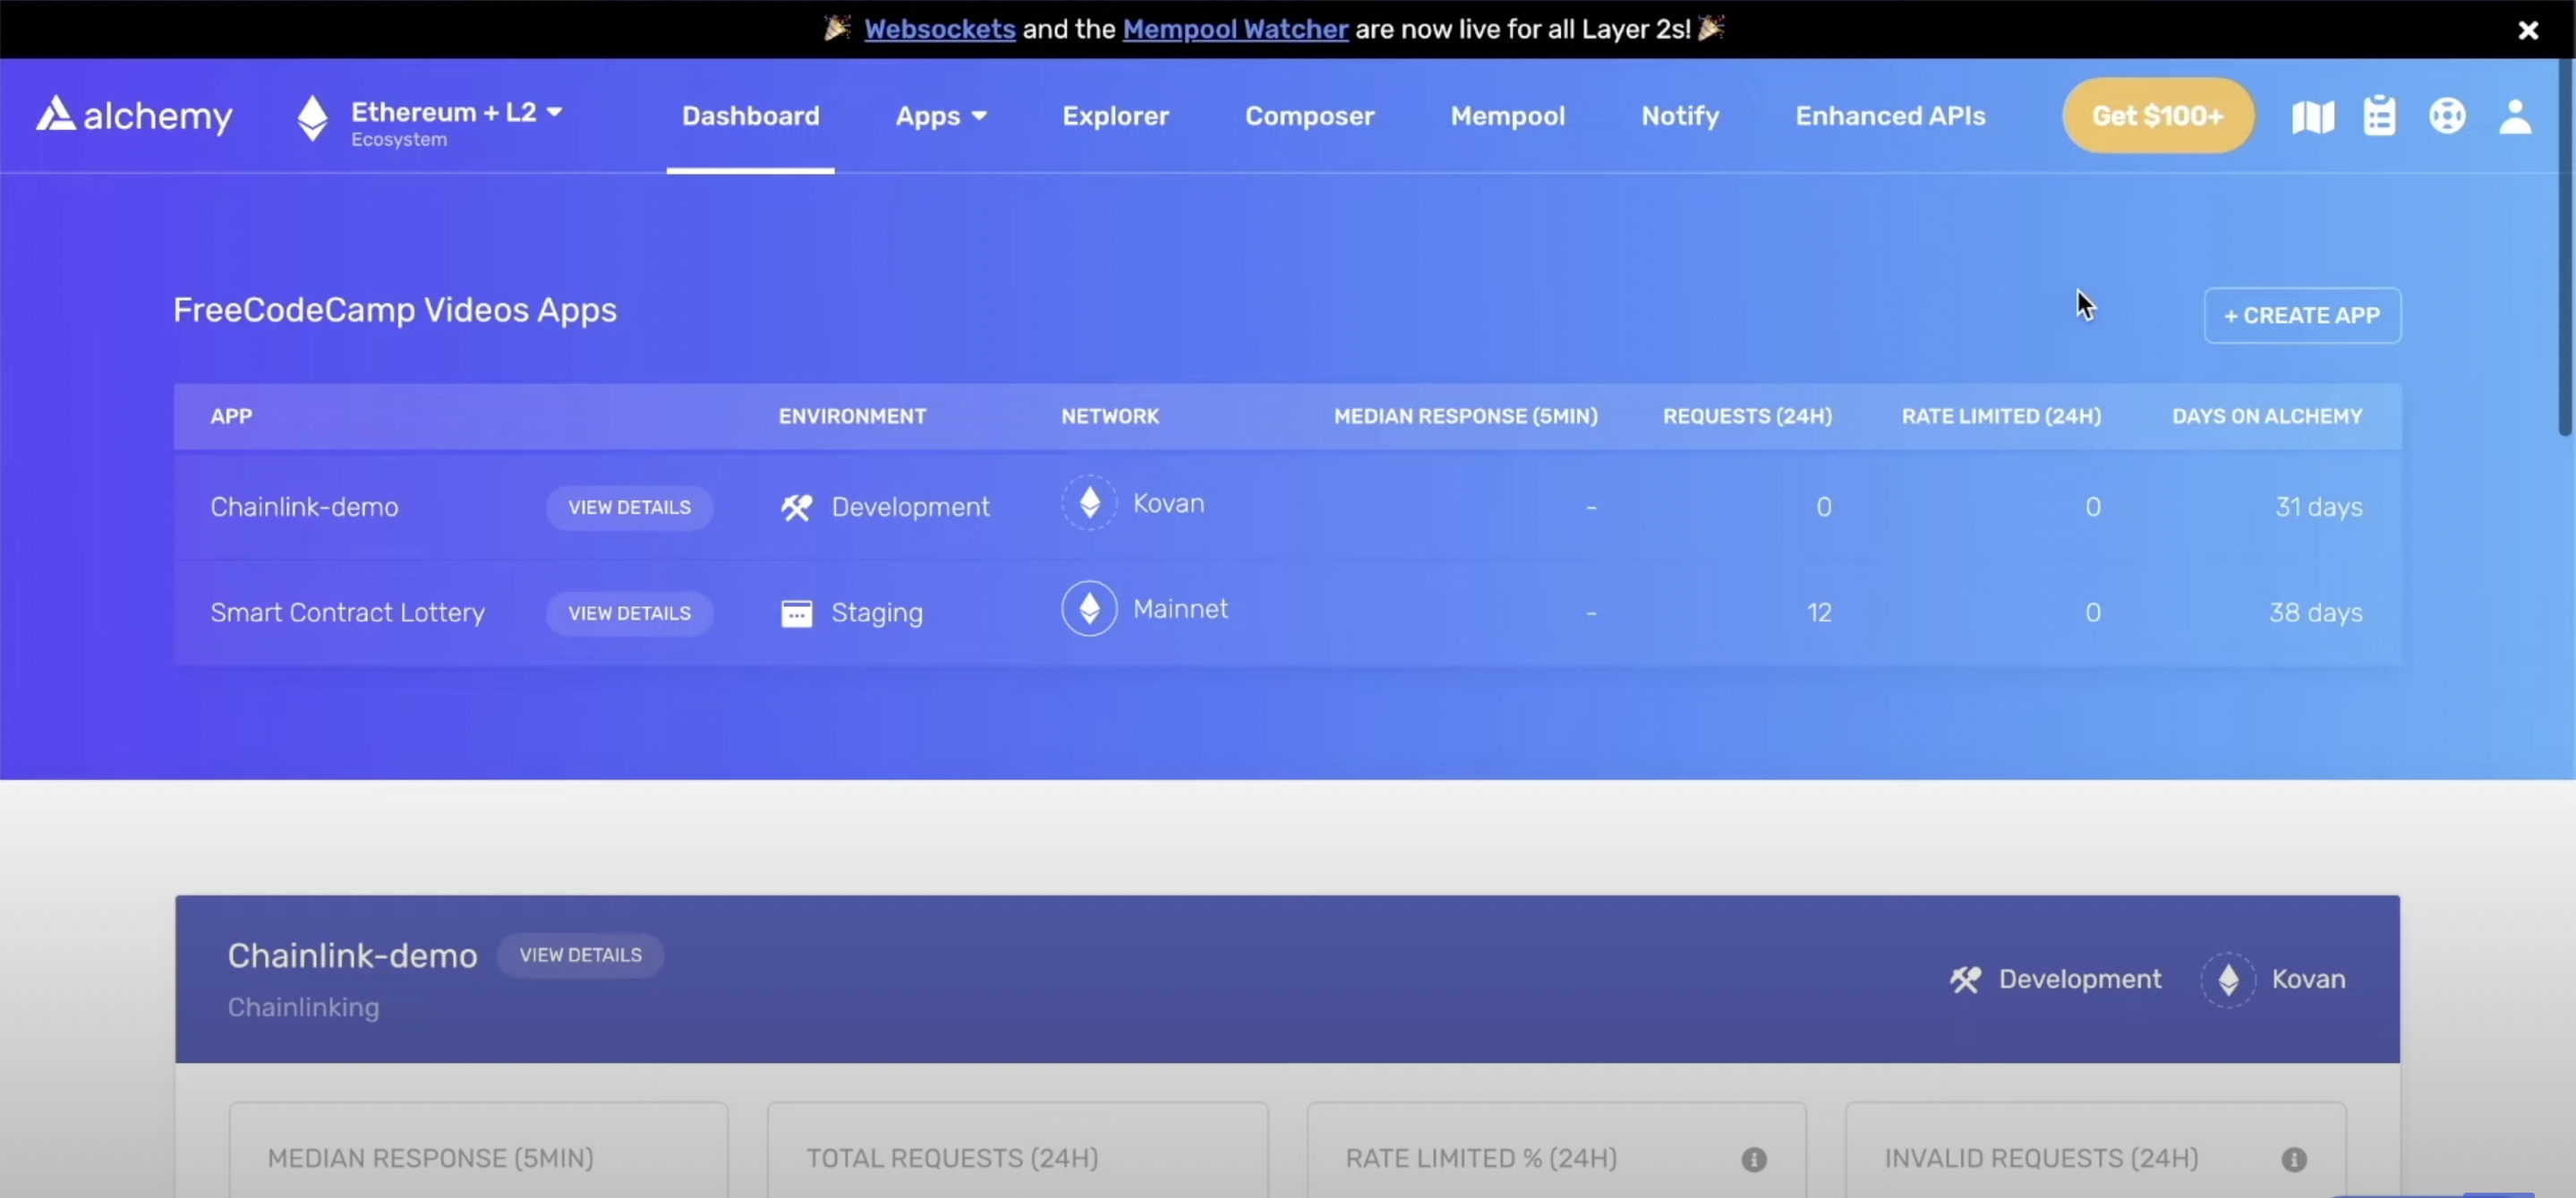 🎉 Websockets and the Mempool Watcher are now live for all Layer 2s! 🎉
alchemy
Ethereum + L2
Ecosystem
Dashboard Apps Explorer Composer Mempool Notify Enhanced APIs Get $100+
FreeCodeCamp Videos Apps
+ CREATE APP
APP ENVIRONMENT NETWORK MEDIAN RESPONSE (5MIN) REQUESTS (24H) RATE LIMITED (24H) DAYS ON ALCHEMY
Chainlink-demo VIEW DETAILS Development Kovan - 0 0 31 days
Smart Contract Lottery VIEW DETAILS Staging Mainnet - 12 0 38 days
Chainlink-demo VIEW DETAILS
Chainlinking
Development Kovan
MEDIAN RESPONSE (5MIN) TOTAL REQUESTS (24H) RATE LIMITED % (24H) INVALID REQUESTS (24H)